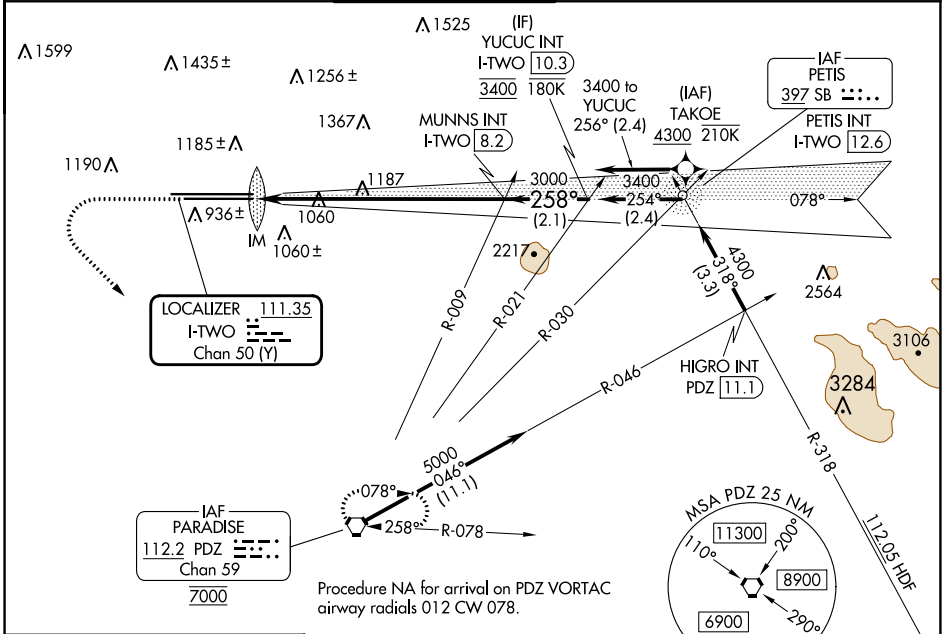 1599
1435±
1525
1256±
1367
1185±
1190
1187
936±
1060
1060±
IM
(IF)
YUCUC INT
I-TWO 10.3
3400 180K
MUNNS INT
I-TWO 8.2
3400 to
YUCUC
256° (2.4)
(IAF)
TAKOE
4300 210K
IAF
PETIS
397 SB
PETIS INT
I-TWO 12.6
3000
258°
(2.1)
3400
254°
(2.4)
078°
2217
R-009
R-021
R-030
4300
318°
(3.3)
2564
3106
3284
LOCALIZER 111.35
I-TWO
Chan 50 (Y)
HIGRO INT
PDZ 11.1
R-046
R-318
112.05 HDF
5000
046°
(11.1)
078°
258°
R-078
IAF
PARADISE
112.2 PDZ
Chan 59
7000
Procedure NA for arrival on PDZ VORTAC
airway radials 012 CW 078.
MSA PDZ 25 NM
11300
110°
200°
8900
6900
290°